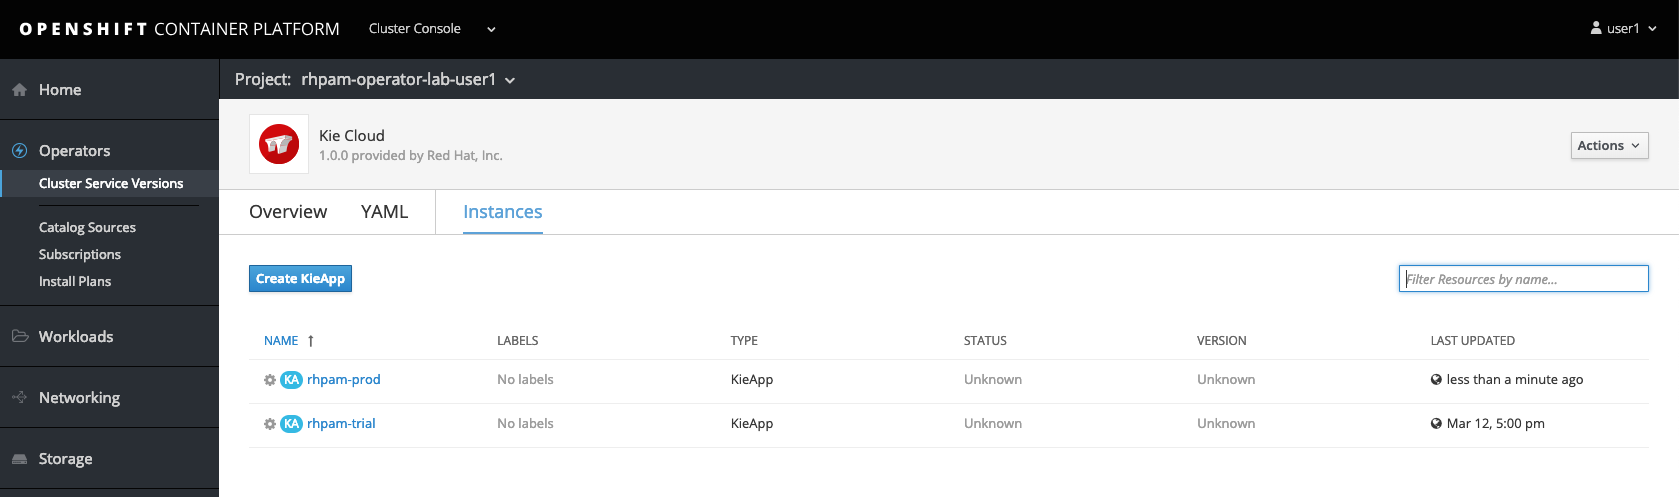 OPENSHIFT CONTAINER PLATFORM Cluster Console user1
Project: rhpam-operator-lab-user1
Home
Operators
Cluster Service Versions
Catalog Sources
Subscriptions
Install Plans
Workloads
Networking
Storage
Kie Cloud
1.0.0 provided by Red Hat, Inc.
Actions
Overview YAML Instances
Create KieApp Filter Resources by name...
NAME LABELS TYPE STATUS VERSION LAST UPDATED
KA rhpam-prod No labels KieApp Unknown Unknown less than a minute ago
KA rhpam-trial No labels KieApp Unknown Unknown Mar 12, 5:00 pm